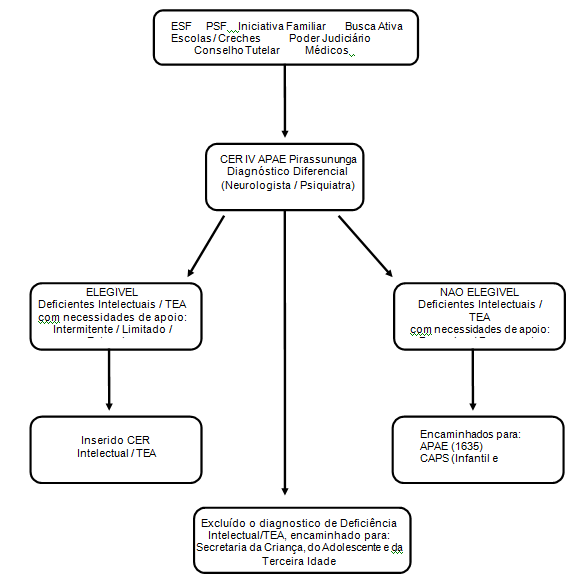 ESF PSF Iniciativa Familiar Busca Ativa
Escolas / Creches Poder Judiciário
Conselho Tutelar Médicos
CER IV APAE Pirassununga
Diagnóstico Diferencial
(Neurologista / Psiquiatra)
ELEGIVEL
Deficientes Intelectuais / TEA
com necessidades de apoio:
Intermitente / Limitado /
NAO ELEGIVEL
Deficientes Intelectuais /
TEA
com necessidades de apoio:
Inserido CER
Intelectual / TEA
Encaminhados para:
APAE (1635)
CAPS (Infantil e
Excluído o diagnostico de Deficiência
Intelectual/TEA, encaminhado para:
Secretaria da Criança, do Adolescente e da
Terceira Idade